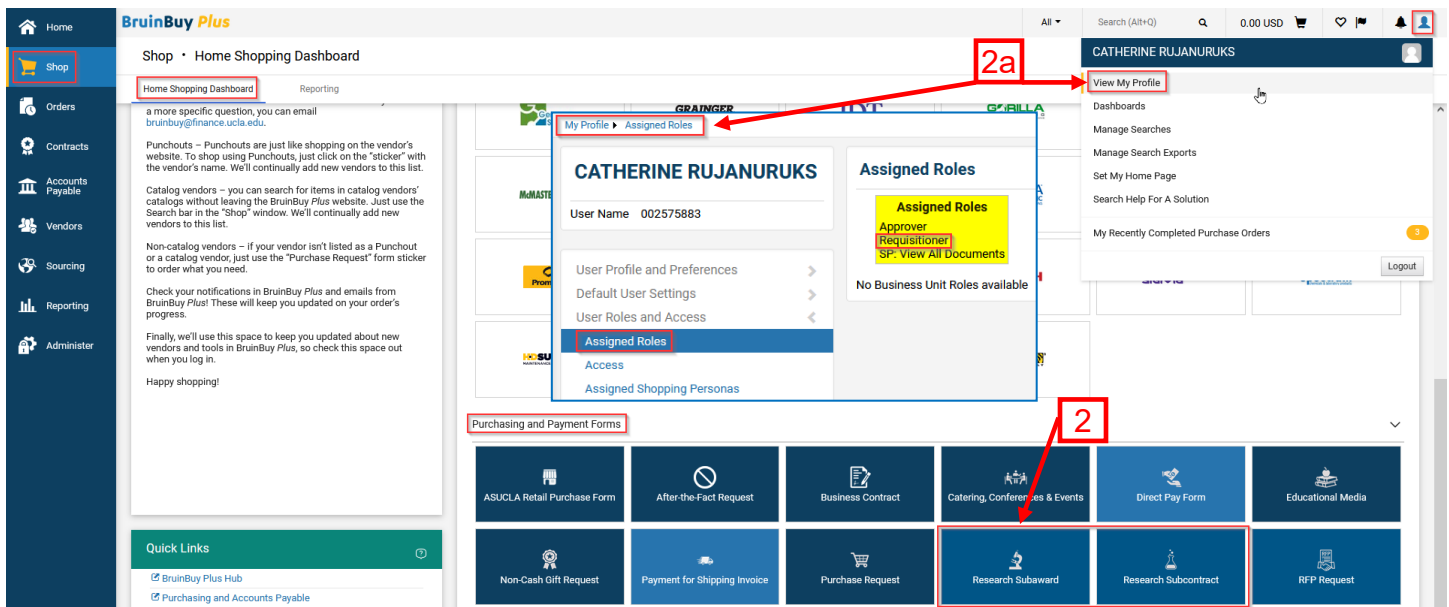 Home
Shop
Orders
Contracts
Accounts
Payable
Vendors
Sourcing
Reporting
Administer
BruinBuy Plus
All
Search (Alt+Q)
0.00 USD
Shop • Home Shopping Dashboard
Home Shopping Dashboard
Reporting
a more specific question, you can email
bruinbuy@finance.ucla.edu.
Punchouts – Punchouts are just like shopping on the vendor's
website. To shop using Punchouts, just click on the "sticker" with
the vendor's name. We'll continually add new vendors to this list.
Catalog vendors – you can search for items in catalog vendors'
catalogs without leaving the BruinBuy Plus website. Just use the
Search bar in the "Shop" window. We'll continually add new
vendors to this list.
Non-catalog vendors – if your vendor isn't listed as a Punchout
or a catalog vendor, just use the "Purchase Request" form sticker
to order what you need.
Check your notifications in BruinBuy Plus and emails from
BruinBuy Plus! These will keep you updated on your order's
progress.
Finally, we'll use this space to keep you updated about new
vendors and tools in BruinBuy Plus, so check this space out
when you log in.
Happy shopping!
Quick Links
BruinBuy Plus Hub
Purchasing and Accounts Payable
GRAINGER
2a
CATHERINE RUJANURUKS
View My Profile
Dashboards
Manage Searches
Manage Search Exports
Set My Home Page
Search Help For A Solution
My Recently Completed Purchase Orders
3
Logout
My Profile
Assigned Roles
CATHERINE RUJANURUKS
User Name 002575883
User Profile and Preferences
Default User Settings
User Roles and Access
Assigned Roles
Access
Assigned Shopping Personas
Assigned Roles
Assigned Roles
Approver
Requisitioner
SP: View All Documents
No Business Unit Roles available
Purchasing and Payment Forms
2
ASUCLA Retail Purchase Form
After-the-Fact Request
Business Contract
Catering, Conferences & Events
Direct Pay Form
Educational Media
Non-Cash Gift Request
Payment for Shipping Invoice
Purchase Request
Research Subaward
Research Subcontract
RFP Request